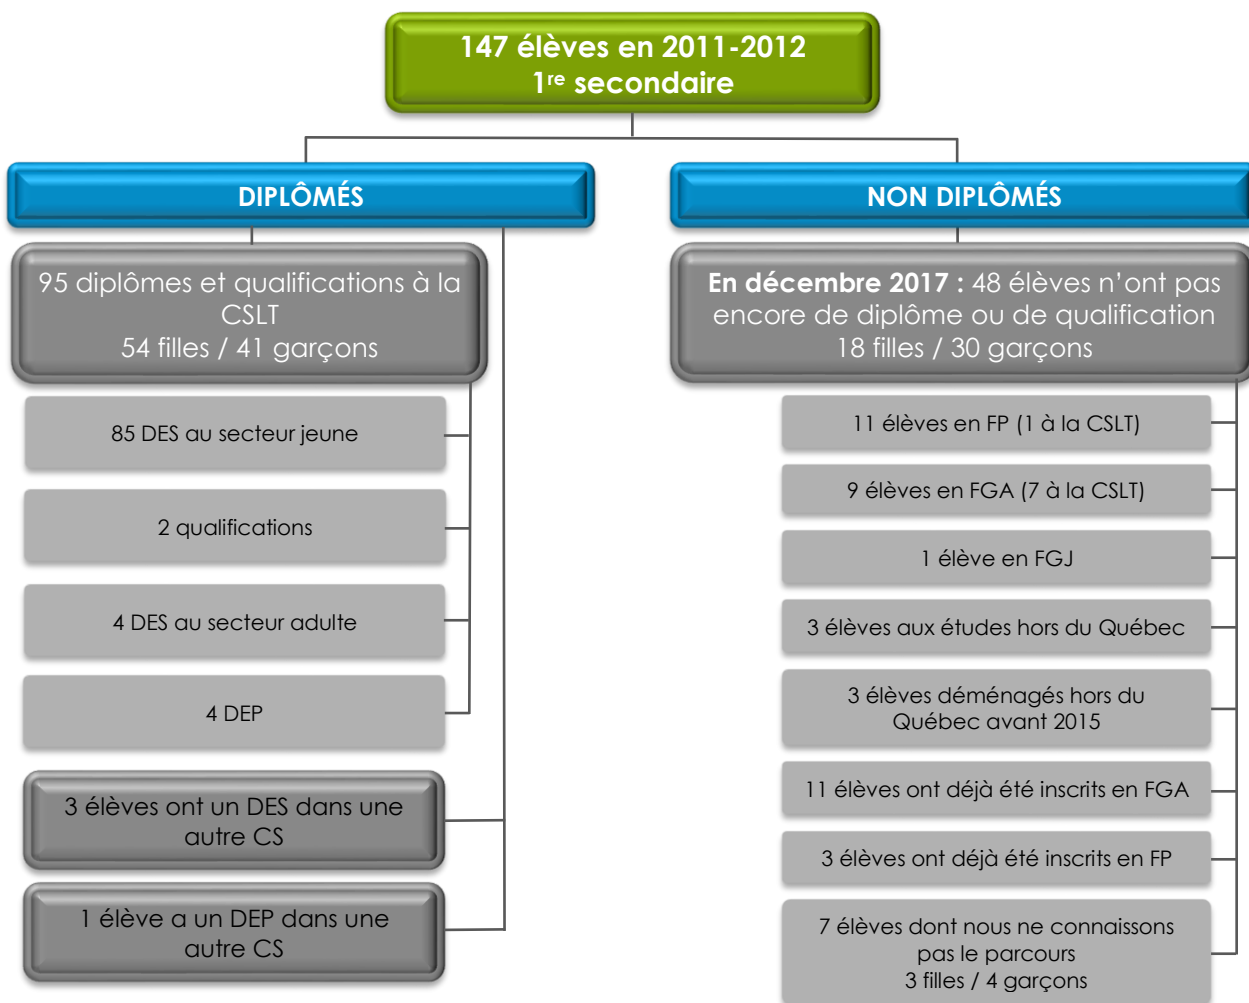 147 élèves en 2011-2012
1re secondaire
DIPLÔMÉS
95 diplômes et qualifications à la
CSLT
54 filles / 41 garçons
85 DES au secteur jeune
2 qualifications
4 DES au secteur adulte
4 DEP
3 élèves ont un DES dans une
autre CS
1 élève a un DEP dans une
autre CS
NON DIPLÔMÉS
En décembre 2017 : 48 élèves n’ont pas
encore de diplôme ou de qualification
18 filles / 30 garçons
11 élèves en FP (1 à la CSLT)
9 élèves en FGA (7 à la CSLT)
1 élève en FGJ
3 élèves aux études hors du Québec
3 élèves déménagés hors du
Québec avant 2015
11 élèves ont déjà été inscrits en FGA
3 élèves ont déjà été inscrits en FP
7 élèves dont nous ne connaissons
pas le parcours
3 filles / 4 garçons